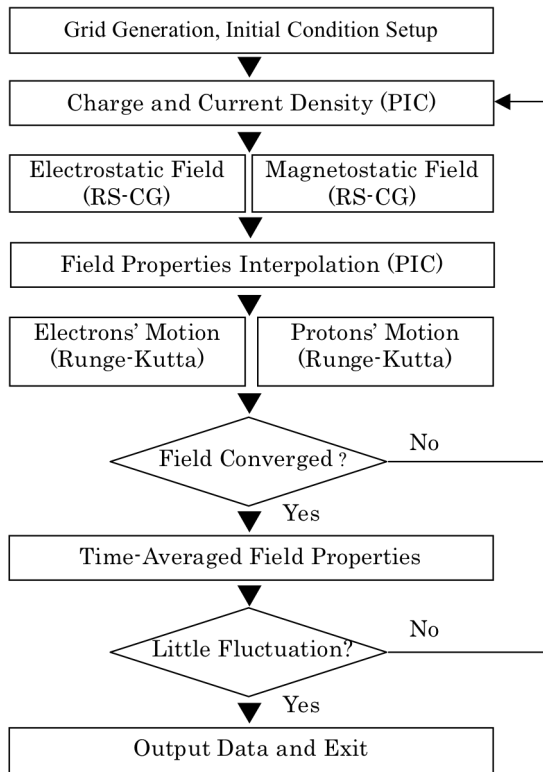 Grid Generation, Initial Condition Setup
Charge and Current Density (PIC)
Electrostatic Field
(RS-CG)
Magnetostatic Field
(RS-CG)
Field Properties Interpolation (PIC)
Electrons’ Motion
(Runge-Kutta)
Protons’ Motion
(Runge-Kutta)
Field Converged ?
No
Yes
Time-Averaged Field Properties
Little Fluctuation?
No
Yes
Output Data and Exit